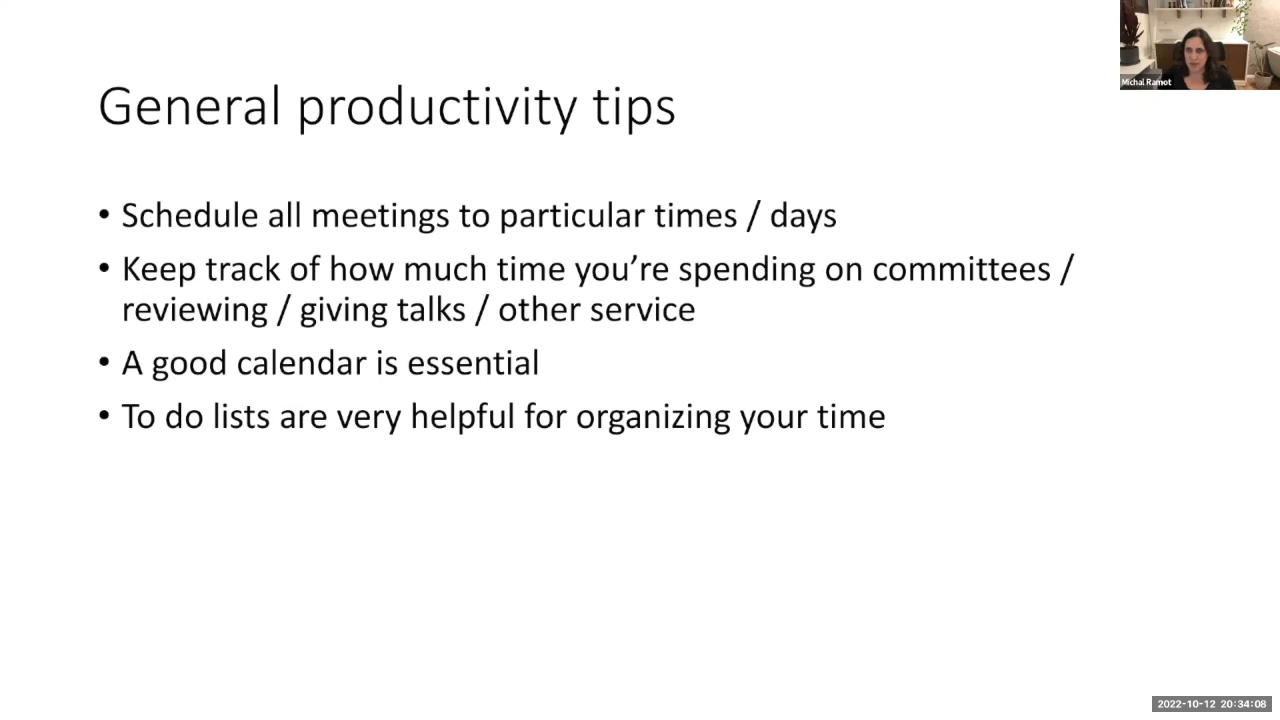 Michal Ramot
General productivity tips
• Schedule all meetings to particular times / days
• Keep track of how much time you’re spending on committees /
reviewing / giving talks / other service
• A good calendar is essential
• To do lists are very helpful for organizing your time
2022-10-12 20:34:08